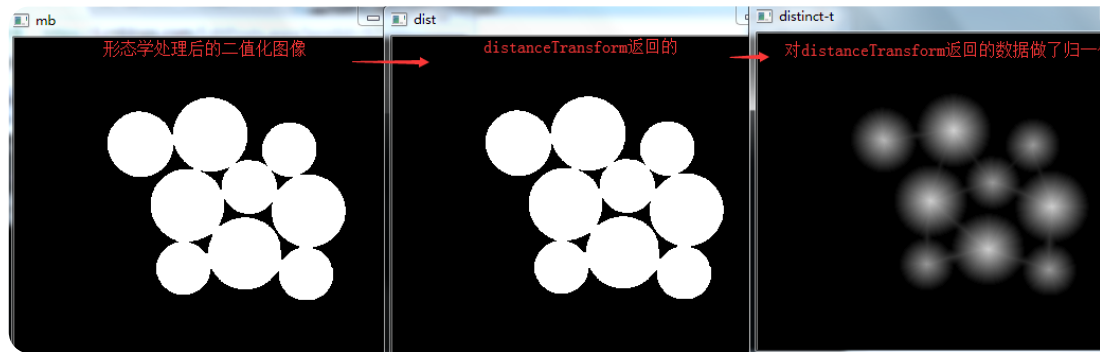 mb
形态学处理后的二值化图像
dist
distanceTransform返回的
distinct-t
对distanceTransform返回的数据做了归一